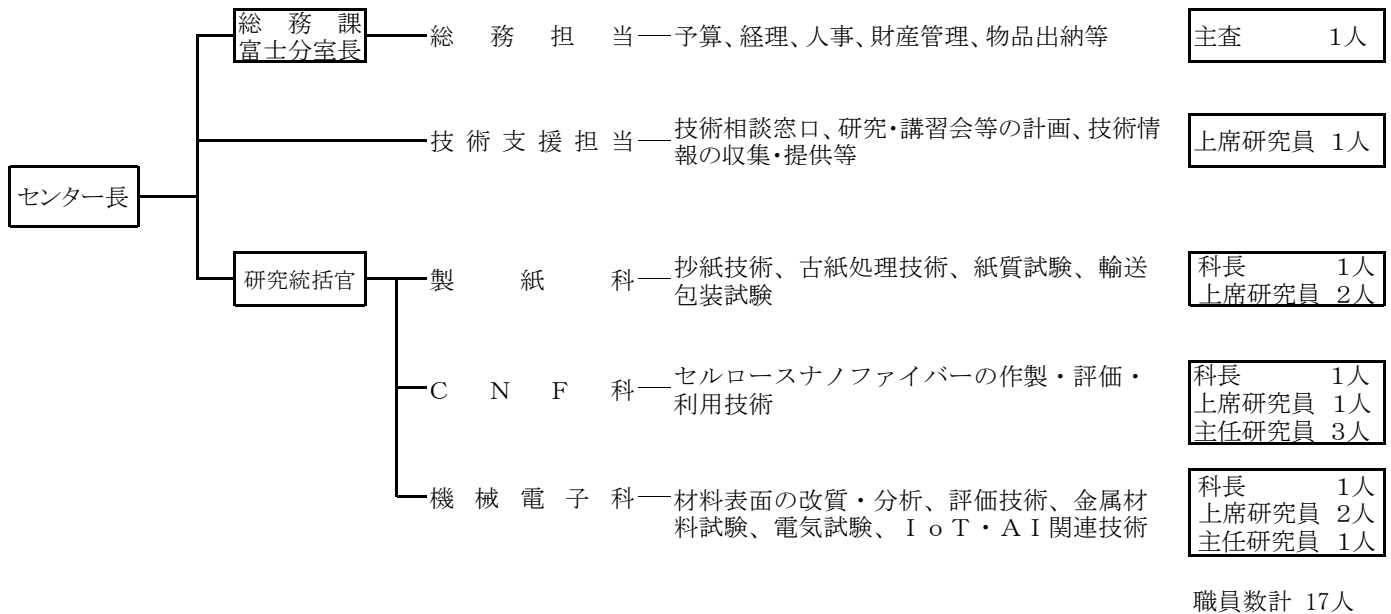 総務課
富士分室長
総務担当
予算、経理、人事、財産管理、物品出納等
主査 1人
技術支援担当
技術相談窓口、研究・講習会等の計画、技術情
報の収集・提供等
上席研究員 1人
センター長
研究統括官
製紙科
抄紙技術、古紙処理技術、紙質試験、輸送
包装試験
科長 1人
上席研究員 2人
CNF科
セルロースナノファイバーの作製・評価・
利用技術
科長 1人
上席研究員 1人
主任研究員 3人
機械電子科
材料表面の改質・分析、評価技術、金属材
料試験、電気試験、IoT・AI関連技術
科長 1人
上席研究員 2人
主任研究員 1人
職員数計 17人